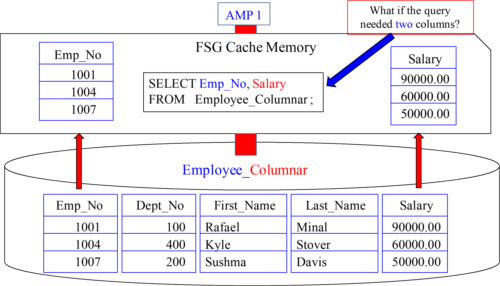 AMP 1
What if the query
needed two columns?
FSG Cache Memory
Emp_No
1001
1004
1007
SELECT Emp_No, Salary
FROM Employee_Columnar ;
Salary
90000.00
60000.00
50000.00
Employee_Columnar
Emp_No Dept_No First_Name Last_Name Salary
1001 100 Rafael Minal 90000.00
1004 400 Kyle Stover 60000.00
1007 200 Sushma Davis 50000.00